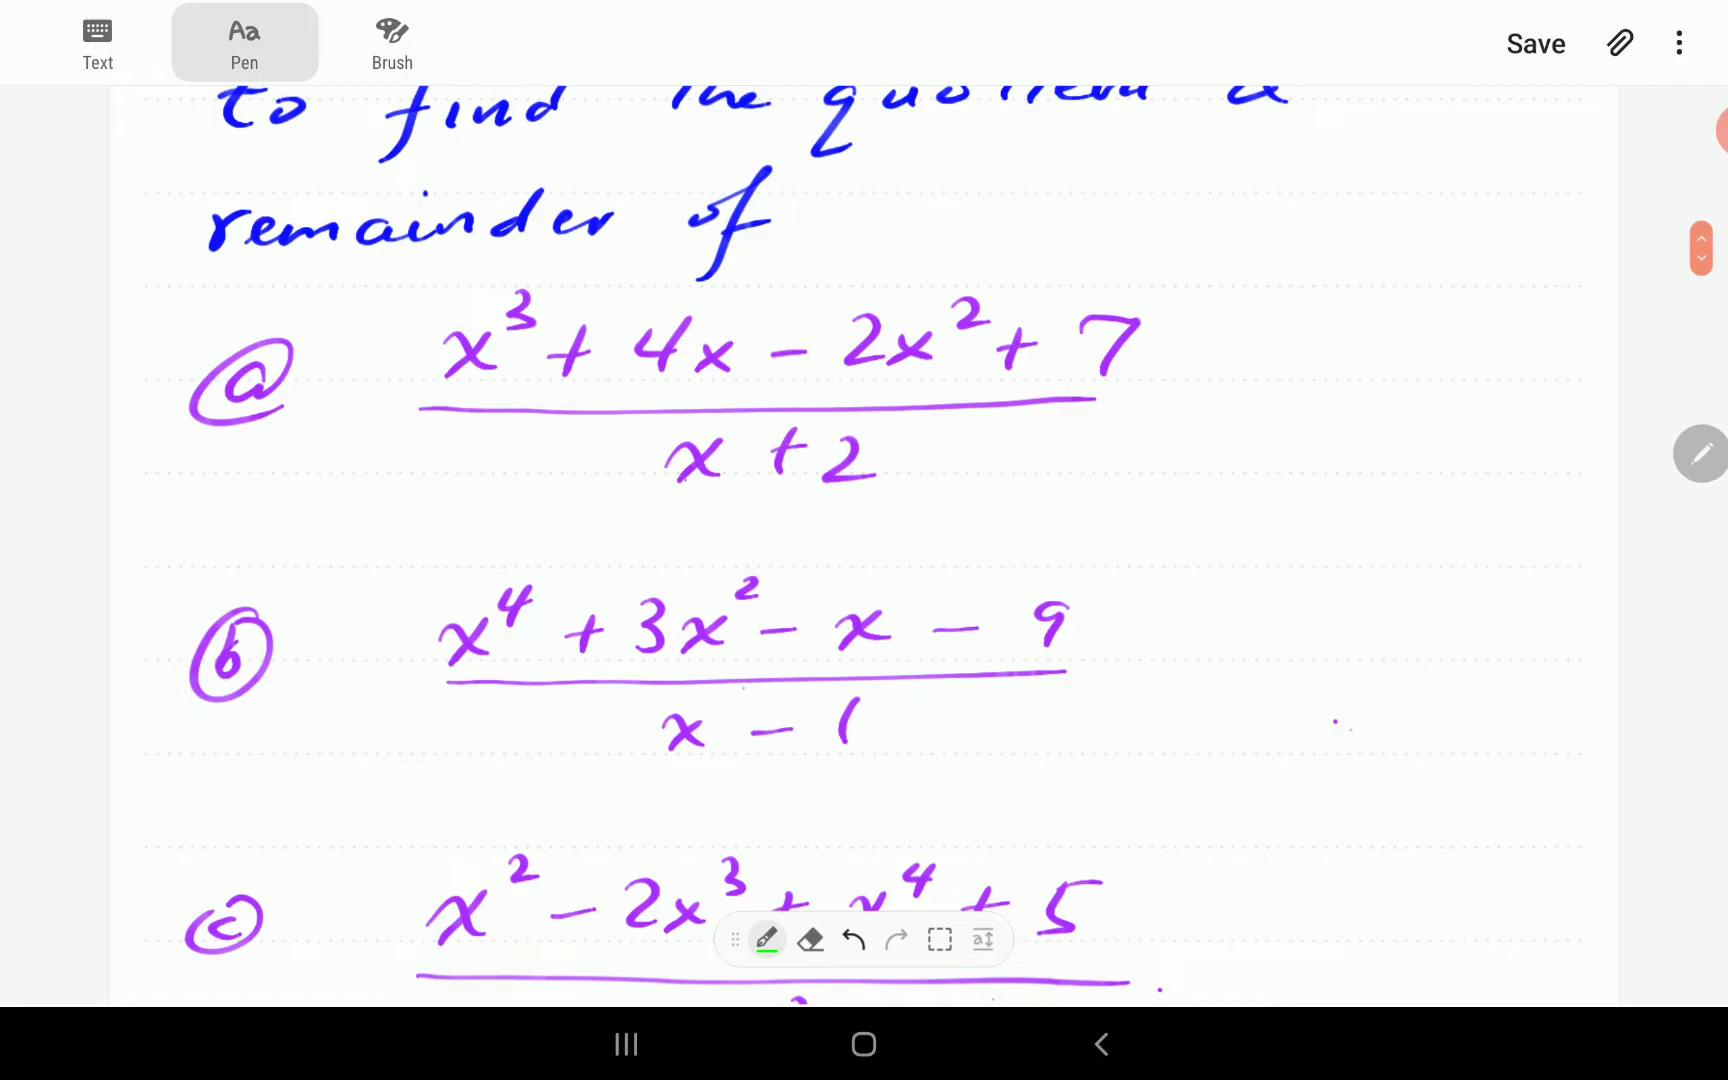 Text Pen Brush Save
to find the quotient &
remainder of
ⓐ x³ + 4x - 2x² + 7
x + 2
ⓑ x⁴ + 3x² - x - 9
x - 1
ⓒ x² - 2x³ + x⁴ + 5